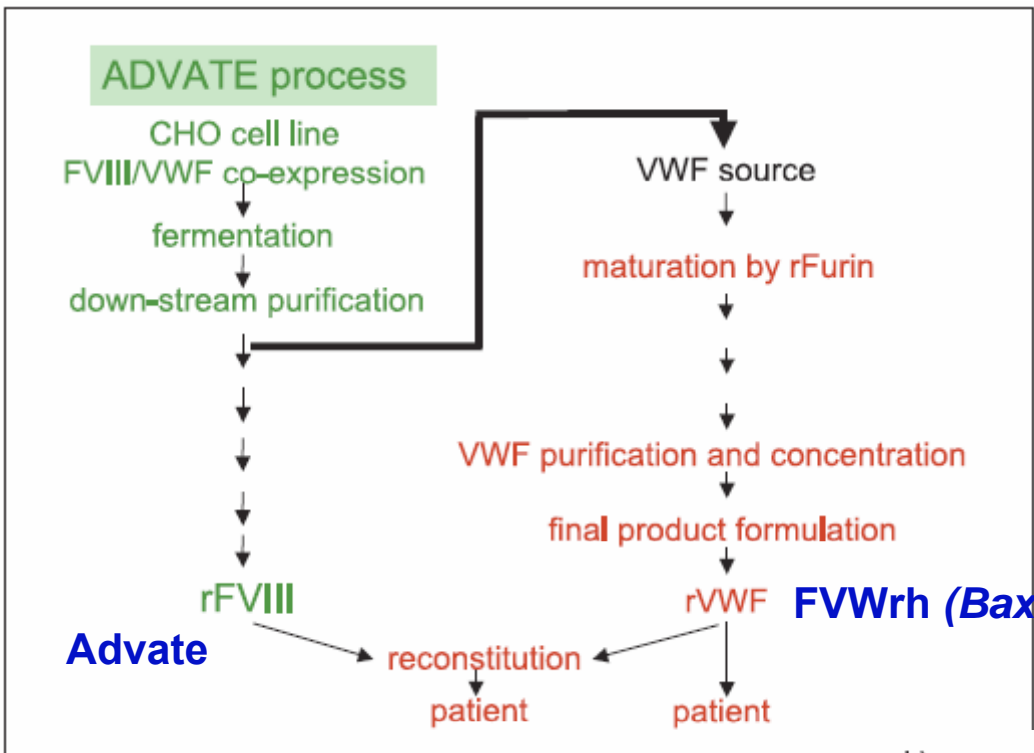 ADVATE process
CHO cell line
FVIII/VWF co-expression
fermentation
down-stream purification
rFVIII
Advate
VWF source
maturation by rFurin
VWF purification and concentration
final product formulation
rVWF FVWrh (Bax
reconstitution
patient
patient